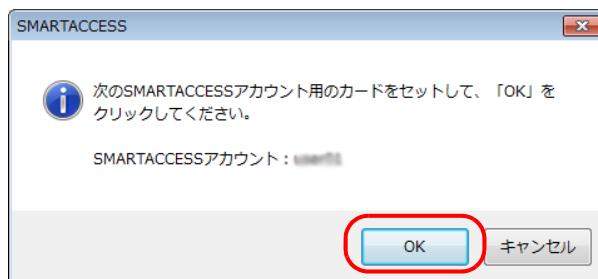 SMARTACCESS
次のSMARTACCESSアカウント用のカードをセットして、「OK」を
クリックしてください。
SMARTACCESSアカウント：
OK
キャンセル